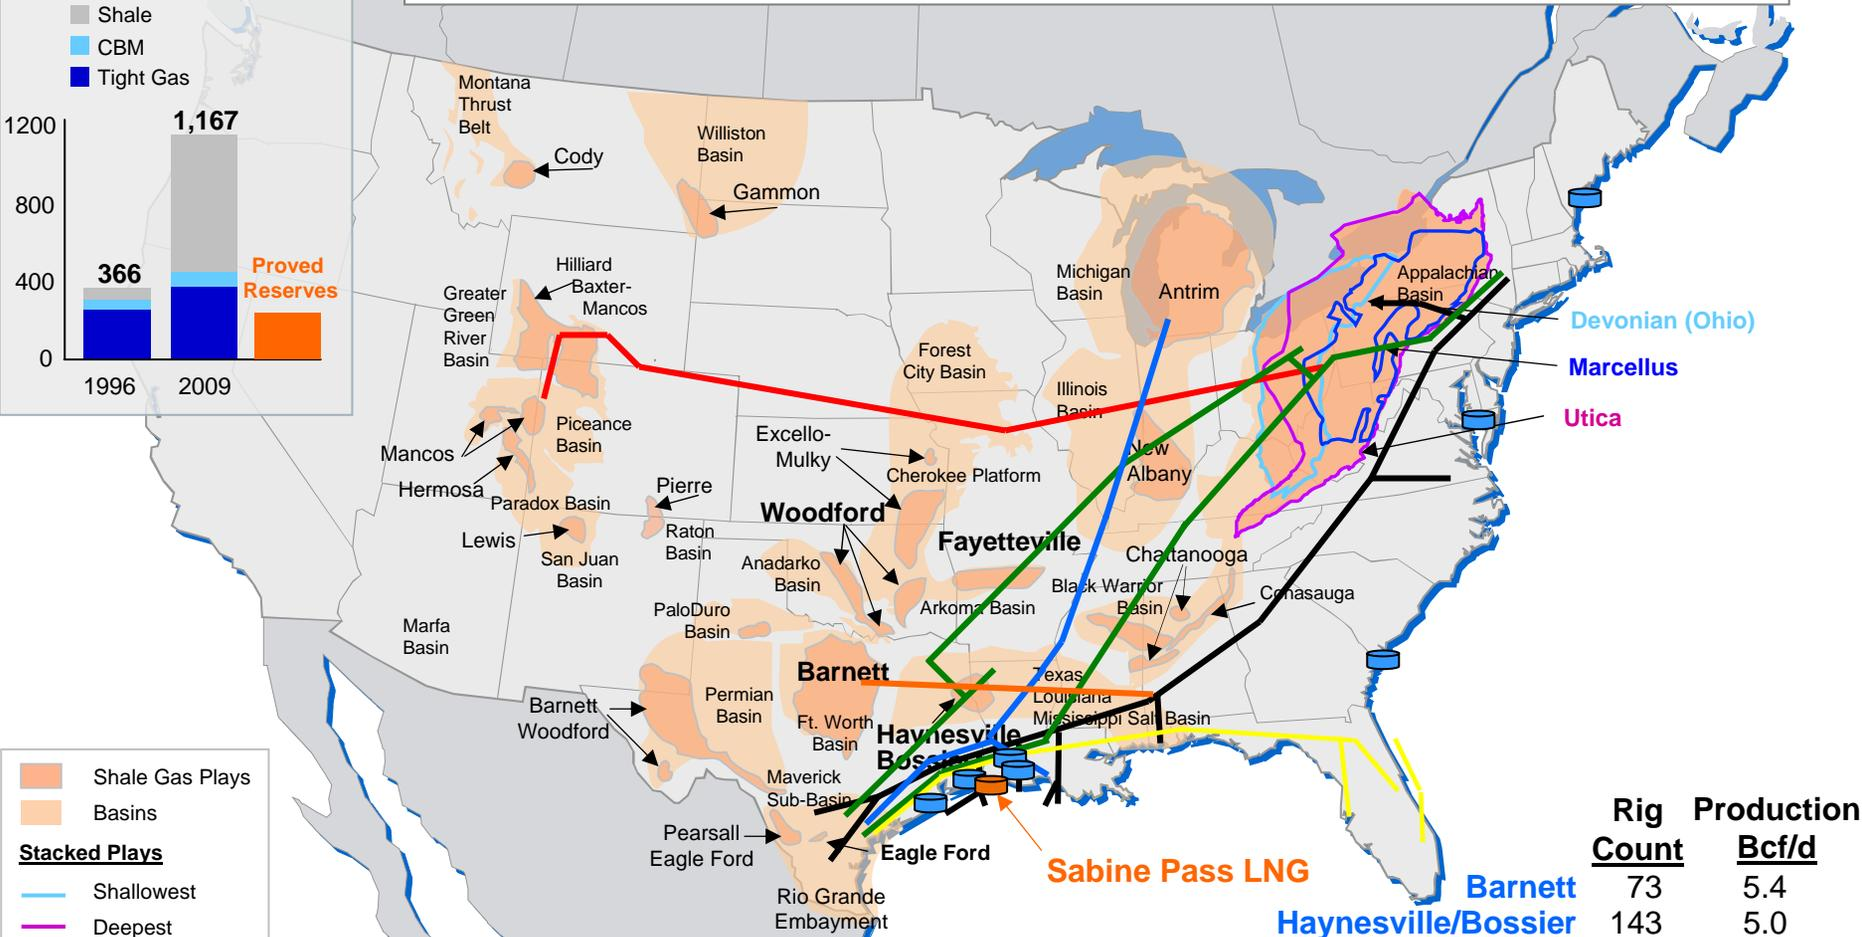 Shale
CBM
Tight Gas
1200
800
400
0
366
1,167
Proved
Reserves
1996
2009
Montana
Thrust
Belt
Cody
Williston
Basin
Gammon
Hilliard
Baxter-
Mancos
Greater
Green
River
Basin
Michigan
Basin
Antrim
Appalachian
Basin
Devonian (Ohio)
Marcellus
Utica
Forest
City Basin
Illinois
Basin
New
Albany
Piceance
Basin
Mancos
Hermosa
Paradox Basin
Excello-
Mulky
Cherokee Platform
Pierre
Raton
Basin
Lewis
San Juan
Basin
Woodford
Fayetteville
Anadarko
Basin
Arkoma Basin
Chattanooga
Black Warrior
Basin
Conasauga
PaloDuro
Basin
Marfa
Basin
Barnett
Permian
Basin
Barnett
Woodford
Ft. Worth
Basin
Texas
Louisiana
Mississippi Salt Basin
Haynesville
Bossier
Maverick
Sub-Basin
Pearsall
Eagle Ford
Eagle Ford
Rio Grande
Embayment
Sabine Pass LNG
Shale Gas Plays
Basins
Stacked Plays
Shallowest
Deepest
Rig Production
Count Bcf/d
Barnett 73 5.4
Haynesville/Bossier 143 5.0